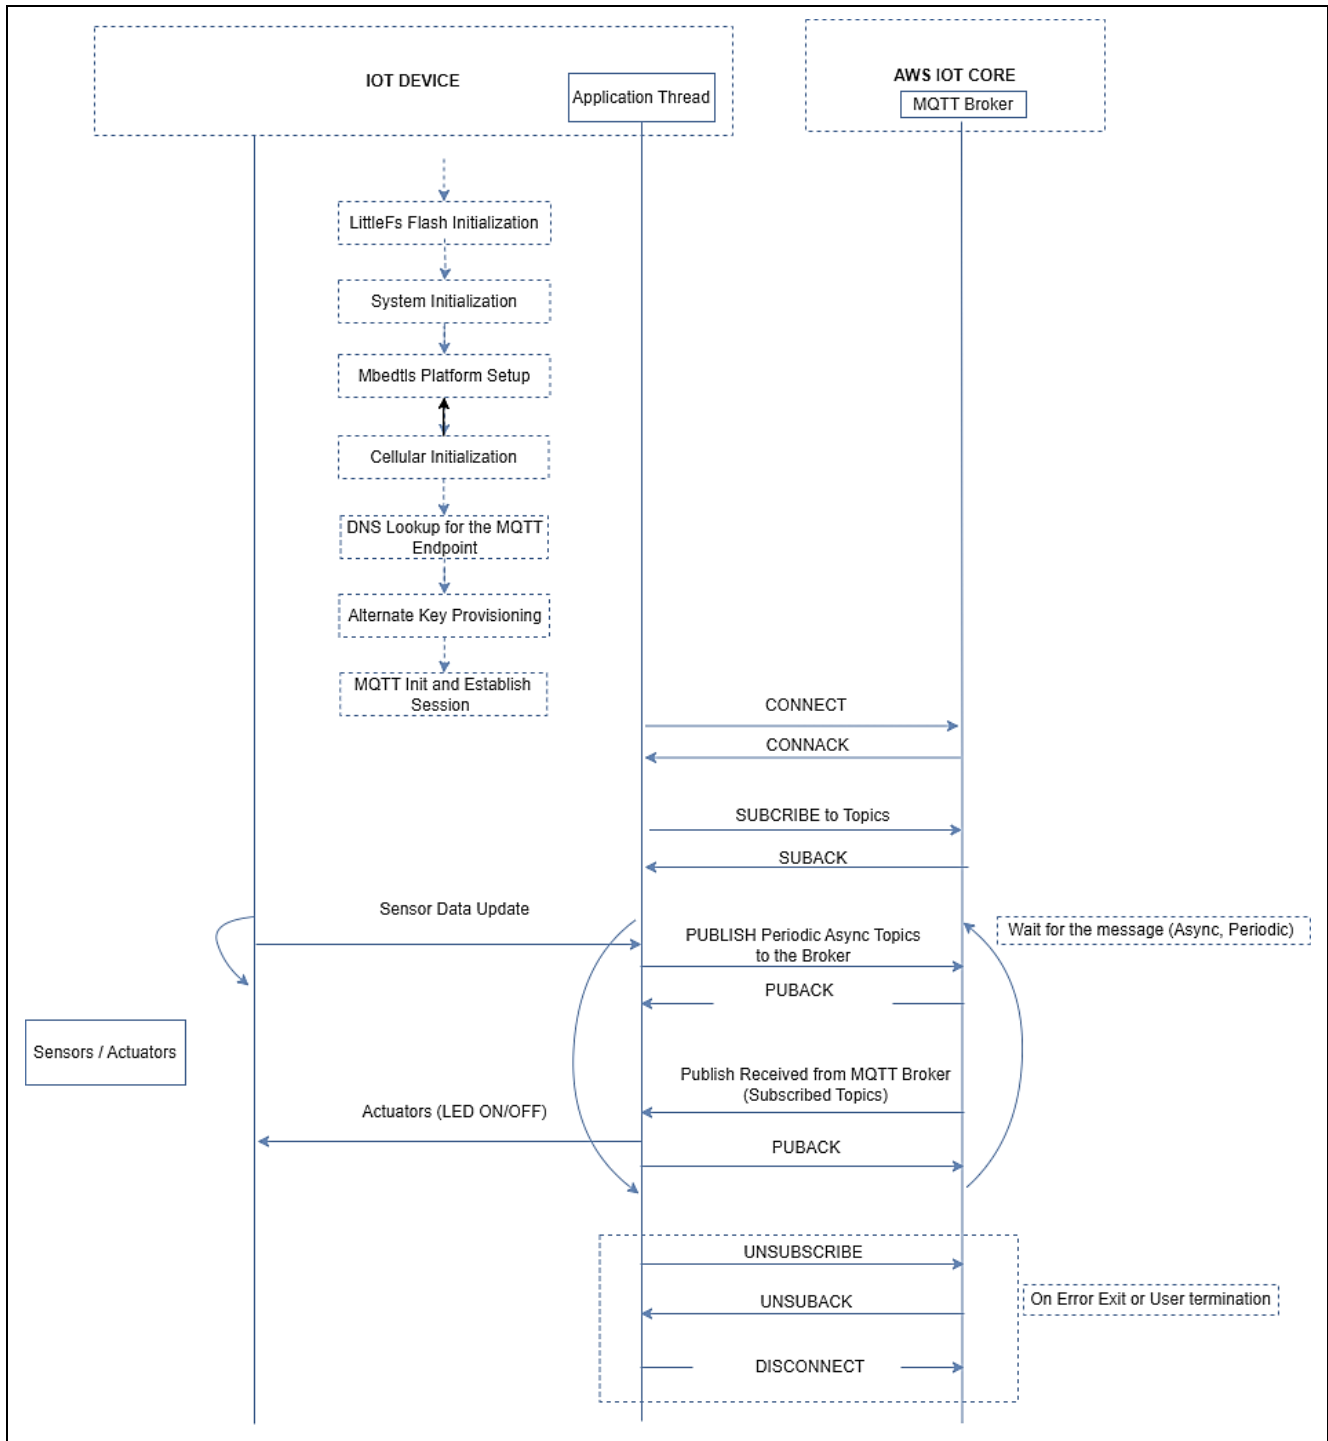 IOT DEVICE
Application Thread
AWS IOT CORE
MQTT Broker
LittleFs Flash Initialization
System Initialization
Mbedtls Platform Setup
Cellular Initialization
DNS Lookup for the MQTT
Endpoint
Alternate Key Provisioning
MQTT Init and Establish
Session
CONNECT
CONNACK
SUBCRIBE to Topics
SUBACK
Sensor Data Update
PUBLISH Periodic Async Topics
to the Broker
Wait for the message (Async, Periodic)
PUBACK
Sensors / Actuators
Publish Received from MQTT Broker
(Subscribed Topics)
Actuators (LED ON/OFF)
PUBACK
UNSUBSCRIBE
UNSUBACK
On Error Exit or User termination
DISCONNECT